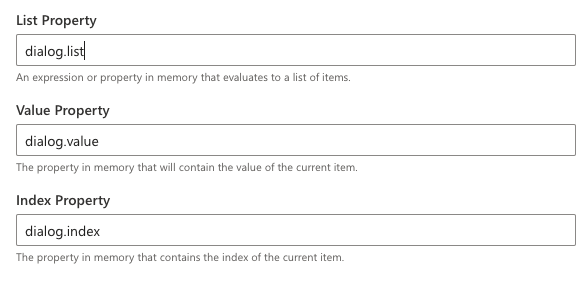 List Property
dialog.list
An expression or property in memory that evaluates to a list of items.
Value Property
dialog.value
The property in memory that will contain the value of the current item.
Index Property
dialog.index
The property in memory that contains the index of the current item.